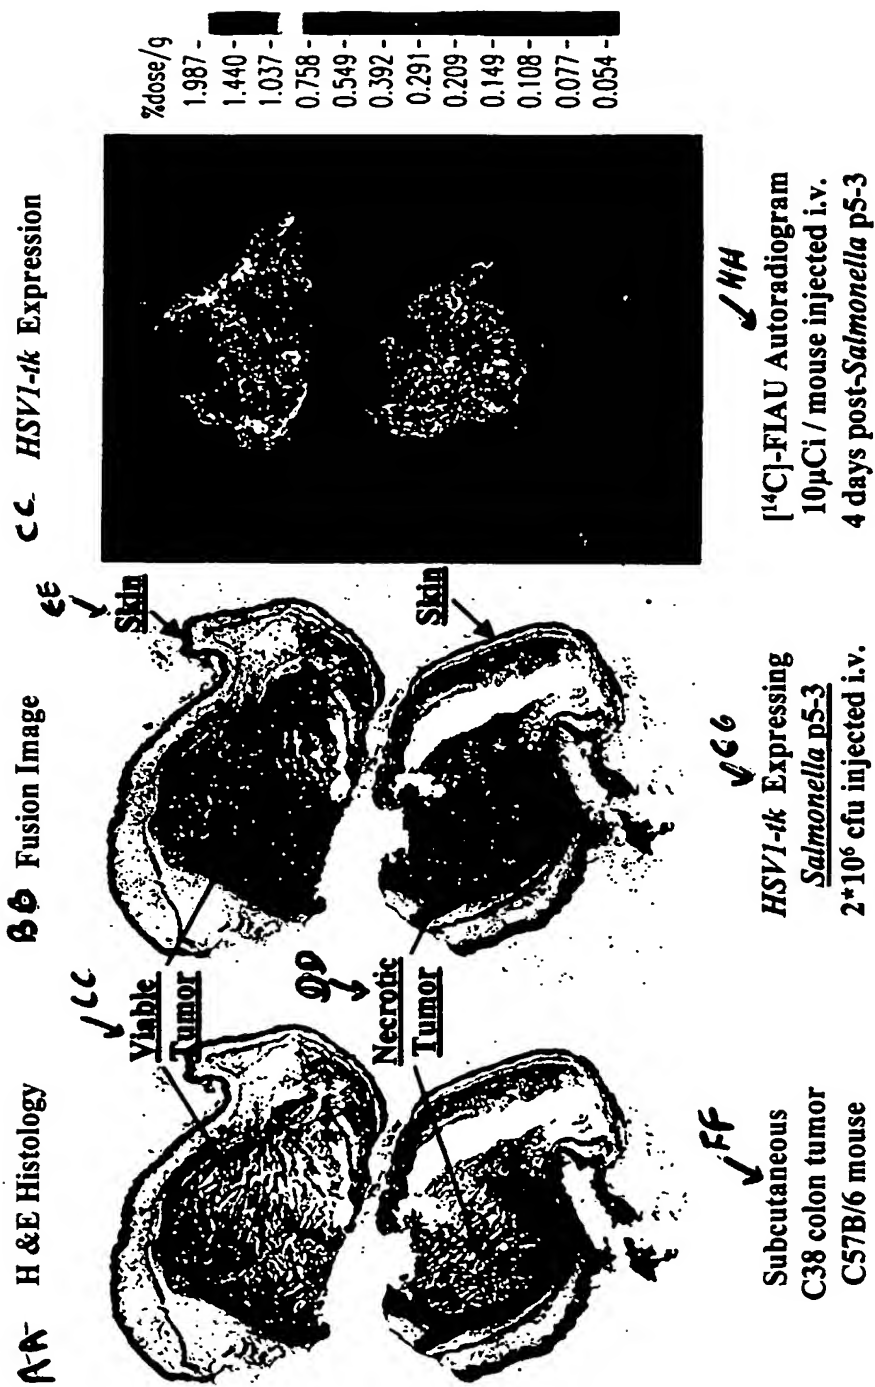 A-A- H & E Histology
BB Fusion Image
CC HSV1-tk Expression
CC
Viable
Tumor
DD
Necrotic
Tumor
EE
Skin
Skin
%dose/g
1.987 -
1.440 -
1.037 -
0.758 -
0.549 -
0.392 -
0.291 -
0.209 -
0.149 -
0.108 -
0.077 -
0.054 -
FF
Subcutaneous
C38 colon tumor
C57B/6 mouse
GG
HSV1-tk Expressing
Salmonella p5-3
2*10⁶ cfu injected i.v.
HH
[¹⁴C]-FIAU Autoradiogram
10μCi / mouse injected i.v.
4 days post-Salmonella p5-3